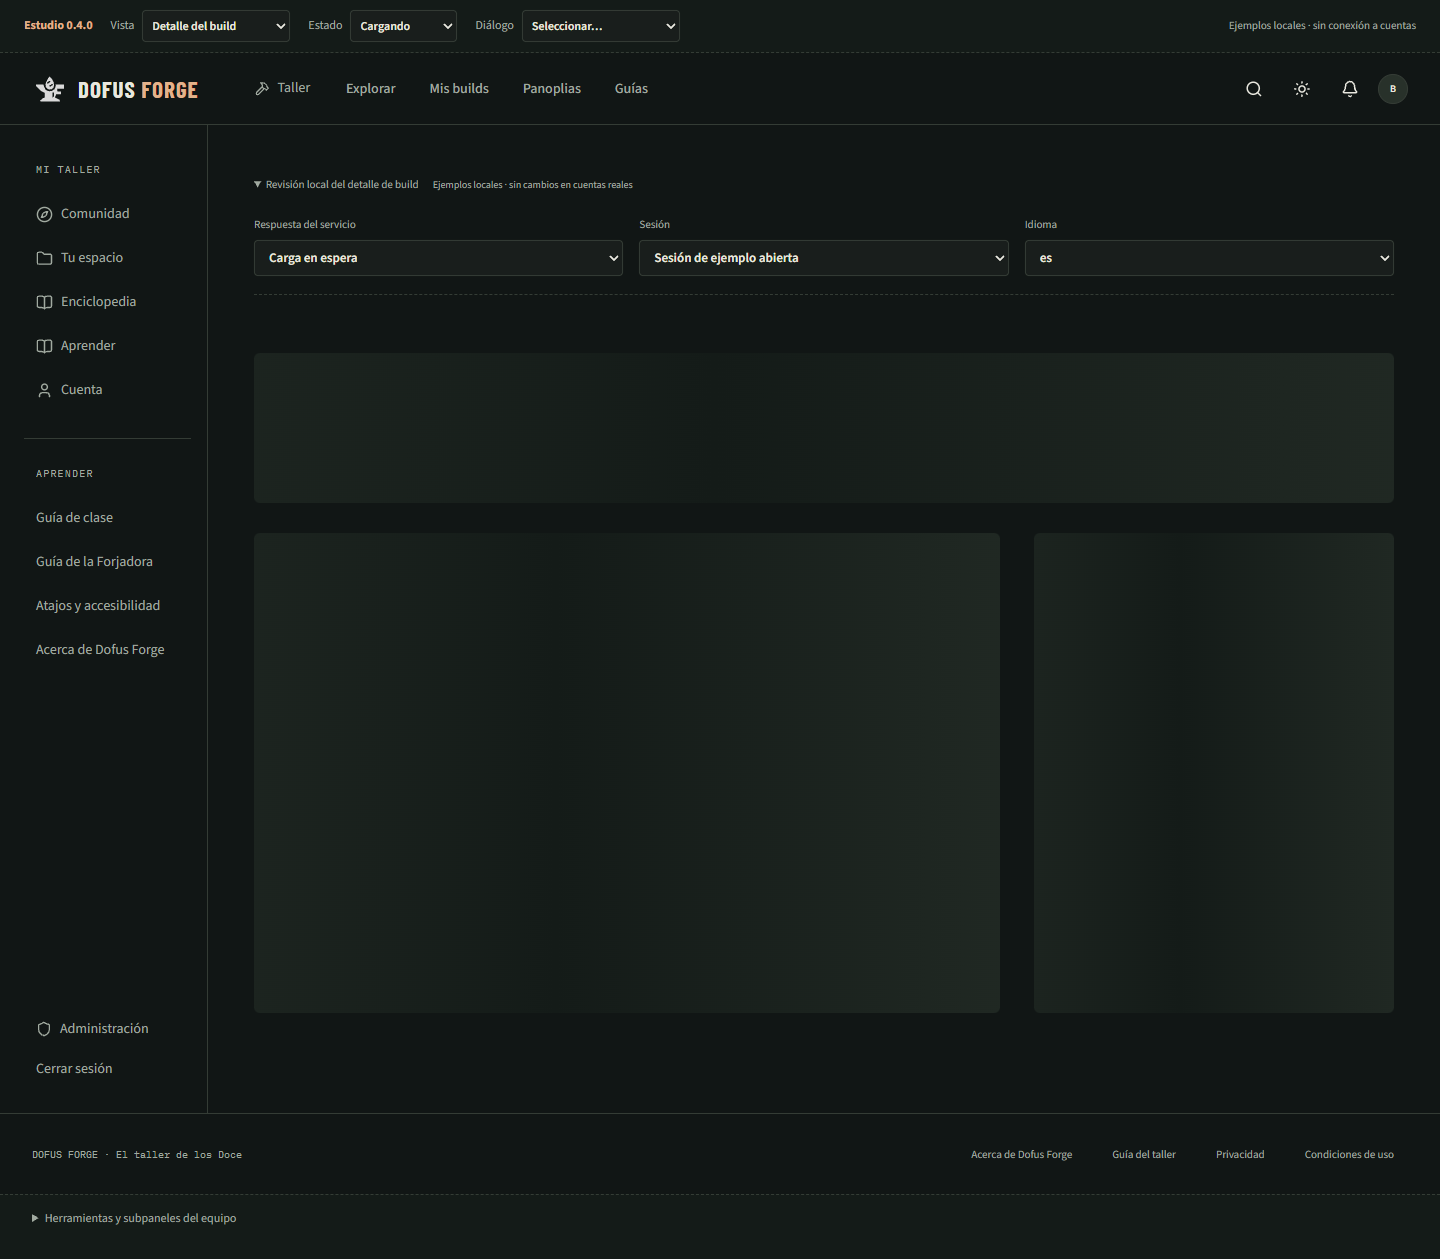 Estudio 0.4.0 Vista Detalle del build Estado Cargando Diálogo Seleccionar... Ejemplos locales · sin conexión a cuentas
DOFUS FORGE Taller Explorar Mis builds Panoplias Guías B
MI TALLER
Comunidad
Tu espacio
Enciclopedia
Aprender
Cuenta
APRENDER
Guía de clase
Guía de la Forjadora
Atajos y accesibilidad
Acerca de Dofus Forge
Administración
Cerrar sesión
▼ Revisión local del detalle de build Ejemplos locales · sin cambios en cuentas reales
Respuesta del servicio Sesión Idioma
Carga en espera Sesión de ejemplo abierta es
DOFUS FORGE · El taller de los Doce Acerca de Dofus Forge Guía del taller Privacidad Condiciones de uso
▶ Herramientas y subpaneles del equipo